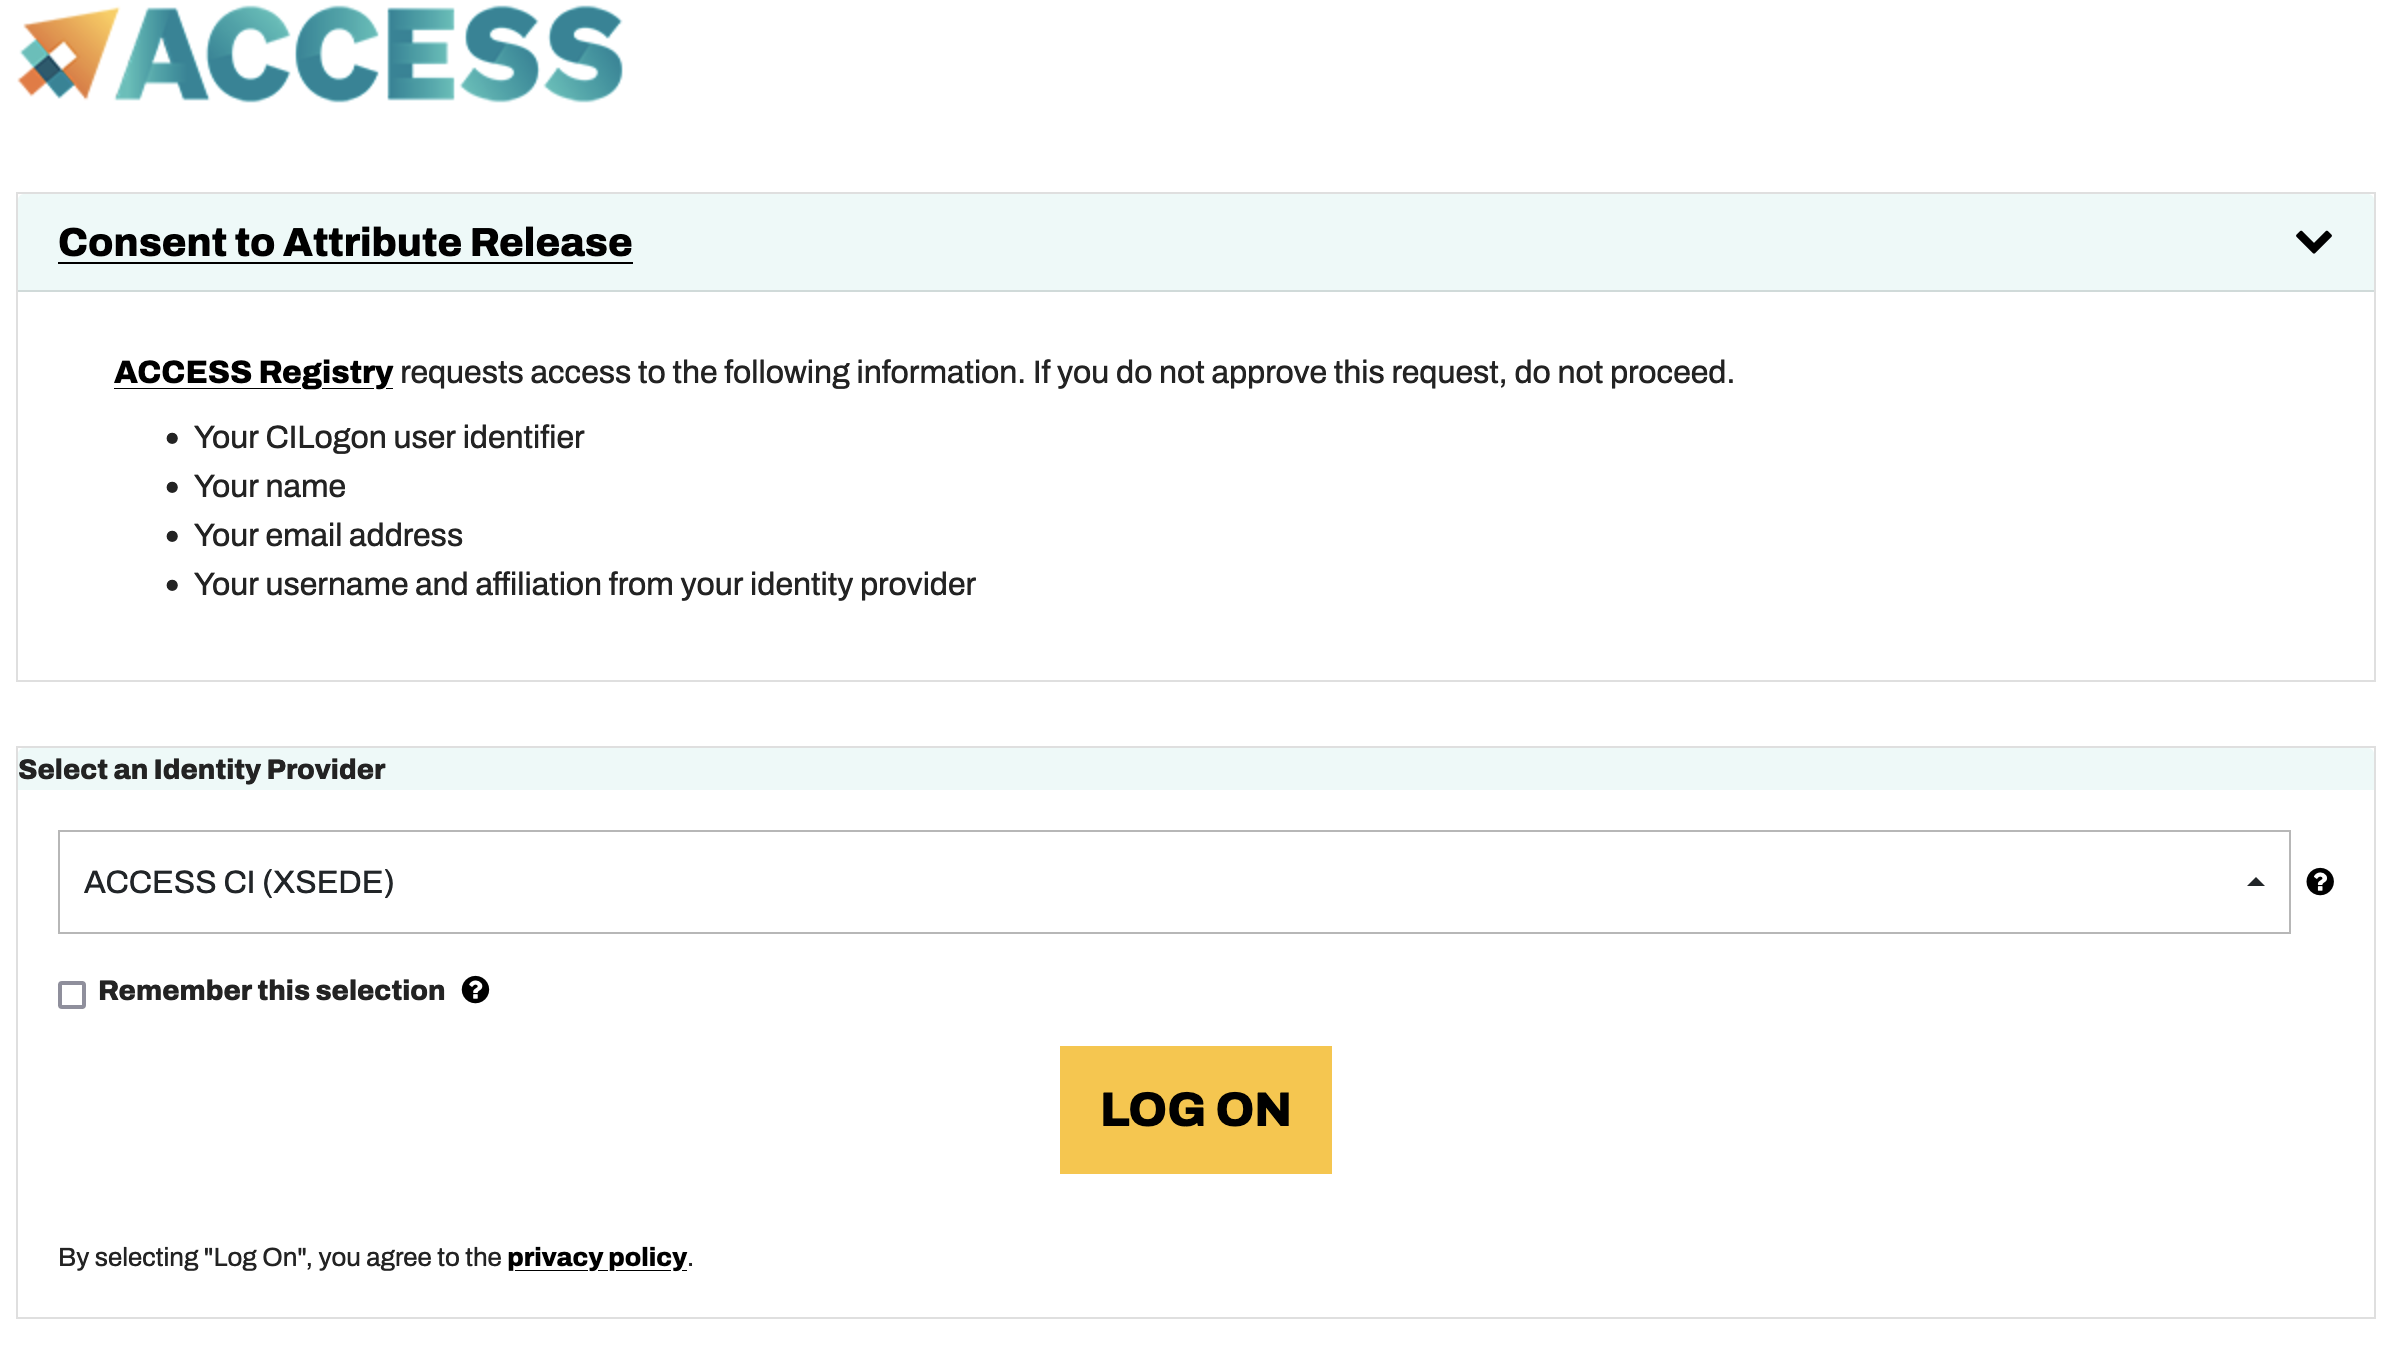 ACCESS
Consent to Attribute Release
ACCESS Registry requests access to the following information. If you do not approve this request, do not proceed.
• Your CILogon user identifier
• Your name
• Your email address
• Your username and affiliation from your identity provider
Select an Identity Provider
ACCESS CI (XSEDE)
Remember this selection
LOG ON
By selecting "Log On", you agree to the privacy policy.